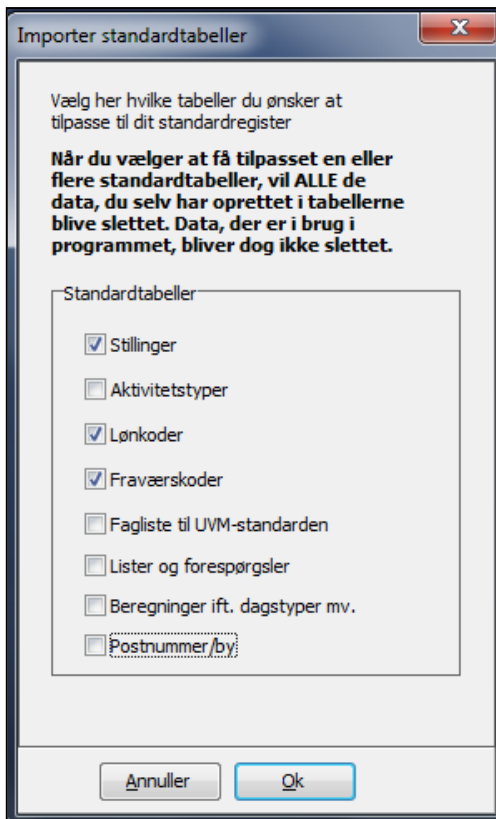 Importer standardtabeller
Vælg her hvilke tabeller du ønsker at
tilpasse til dit standardregister
Når du vælger at få tilpasset en eller
flere standardtabeller, vil ALLE de
data, du selv har oprettet i tabellerne
blive slettet. Data, der er i brug i
programmet, bliver dog ikke slettet.
Standardtabeller
Stillinger
Aktivitetstyper
Lønkoder
Fraværskoder
Fagliste til UVM-standarden
Lister og forespørgsler
Beregninger ift. dagstyper mv.
Postnummer/by
Annuller
Ok